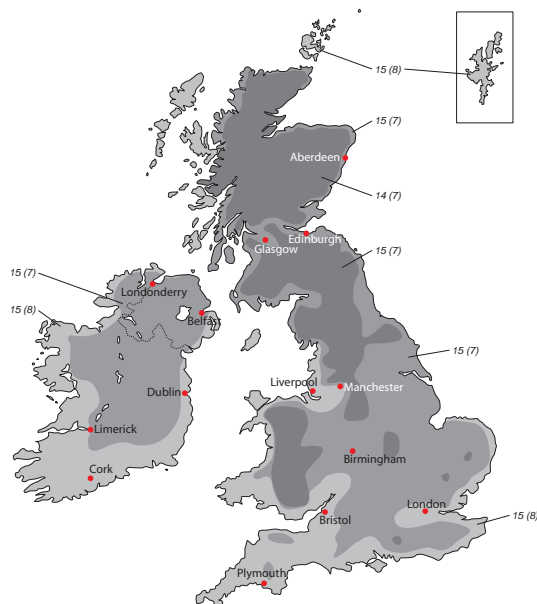 15 (8)
15 (7)
Aberdeen
14 (7)
Edinburgh
Glasgow
15 (7)
15 (7)
Londonderry
15 (8)
Belfast
15 (7)
Liverpool
Manchester
Dublin
Limerick
Birmingham
Cork
London
Bristol
15 (8)
Plymouth